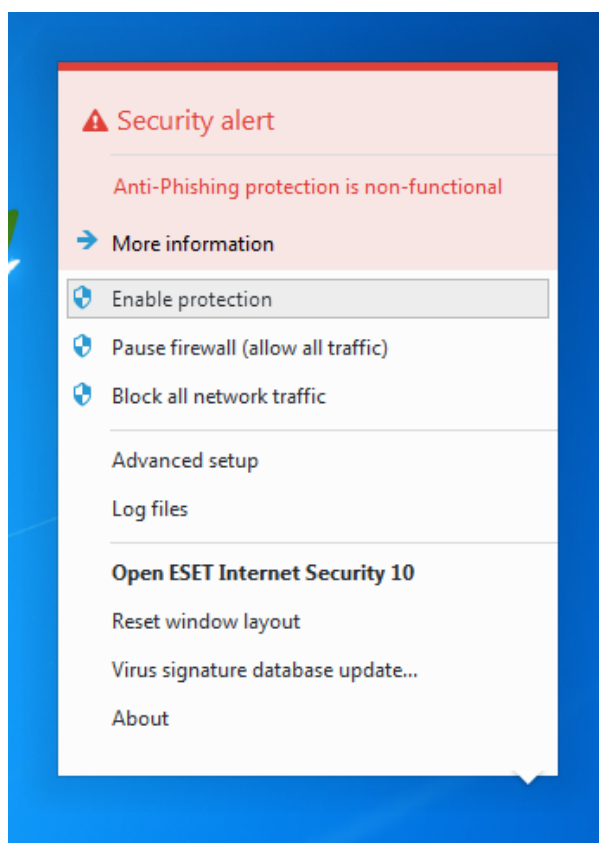 Security alert
Anti-Phishing protection is non-functional
More information
Enable protection
Pause firewall (allow all traffic)
Block all network traffic
Advanced setup
Log files
Open ESET Internet Security 10
Reset window layout
Virus signature database update...
About